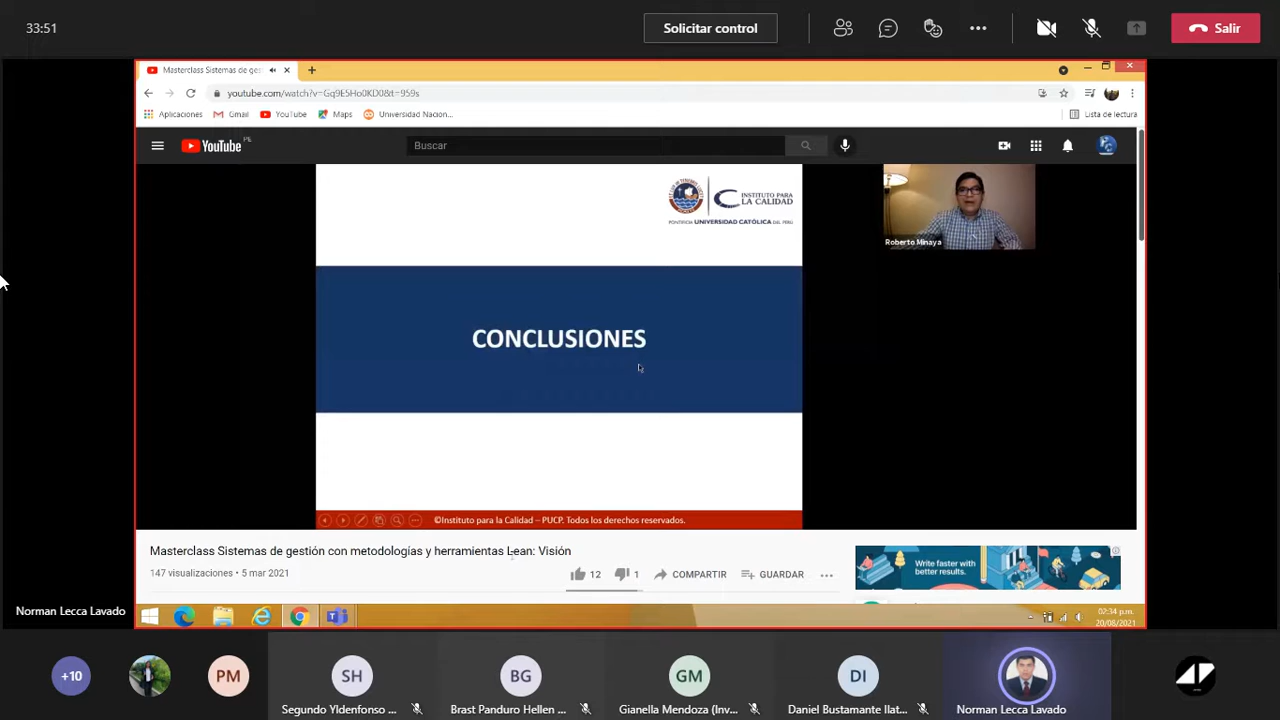 33:51
Solicitar control
Salir
Masterclass Sistemas de ges
youtube.com/watch?v=Gq9E5Ho0KD0&t=959s
Aplicaciones
Gmail
YouTube
Maps
Universidad Nacion...
Lista de lectura
YouTube PE
Buscar
INSTITUTO PARA
LA CALIDAD
PONTIFICIA UNIVERSIDAD CATÓLICA DEL PERÚ
Roberto Minaya
CONCLUSIONES
©Instituto para la Calidad – PUCP. Todos los derechos reservados.
Masterclass Sistemas de gestión con metodologías y herramientas Lean: Visión
147 visualizaciones • 5 mar 2021
12
1
COMPARTIR
GUARDAR
Write faster with
better results.
Norman Lecca Lavado
02:34 p.m.
20/08/2021
+10
PM
SH
BG
GM
DI
Segundo Yldenfonso ...
Brast Panduro Hellen ...
Gianella Mendoza (Inv...
Daniel Bustamante Ilat...
Norman Lecca Lavado